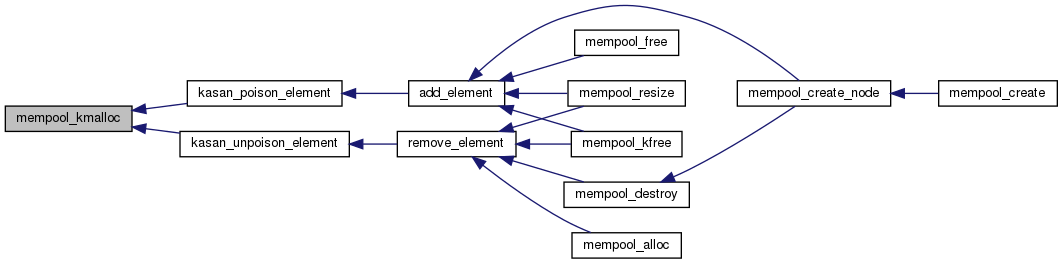 mempool_kmalloc
kasan_poison_element
kasan_unpoison_element
add_element
remove_element
mempool_free
mempool_resize
mempool_kfree
mempool_destroy
mempool_alloc
mempool_create_node
mempool_create